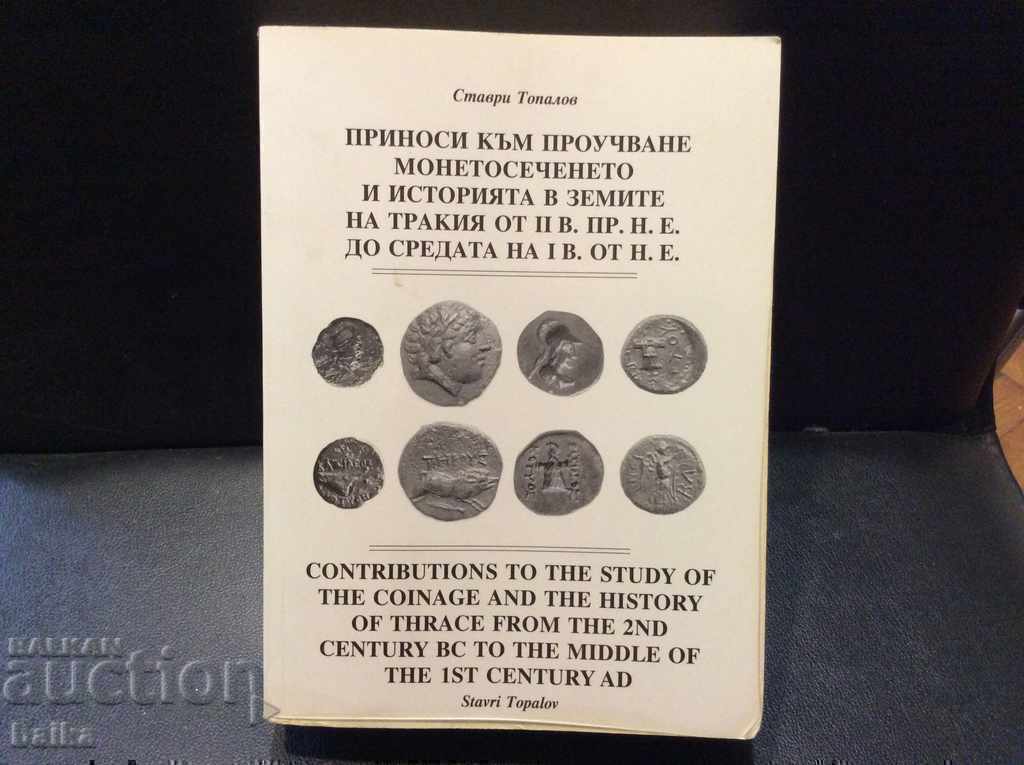 Ставри Топалов
ПРИНОСИ КЪМ ПРОУЧВАНЕ
МОНЕТОСЕЧЕНЕТО
И ИСТОРИЯТА В ЗЕМИТЕ
НА ТРАКИЯ ОТ II В. ПР. Н. Е.
ДО СРЕДАТА НА I В. ОТ Н. Е.
CONTRIBUTIONS TO THE STUDY OF
THE COINAGE AND THE HISTORY
OF THRACE FROM THE 2ND
CENTURY BC TO THE MIDDLE OF
THE 1ST CENTURY AD
Stavri Topalov
BALKAN
auction
balka